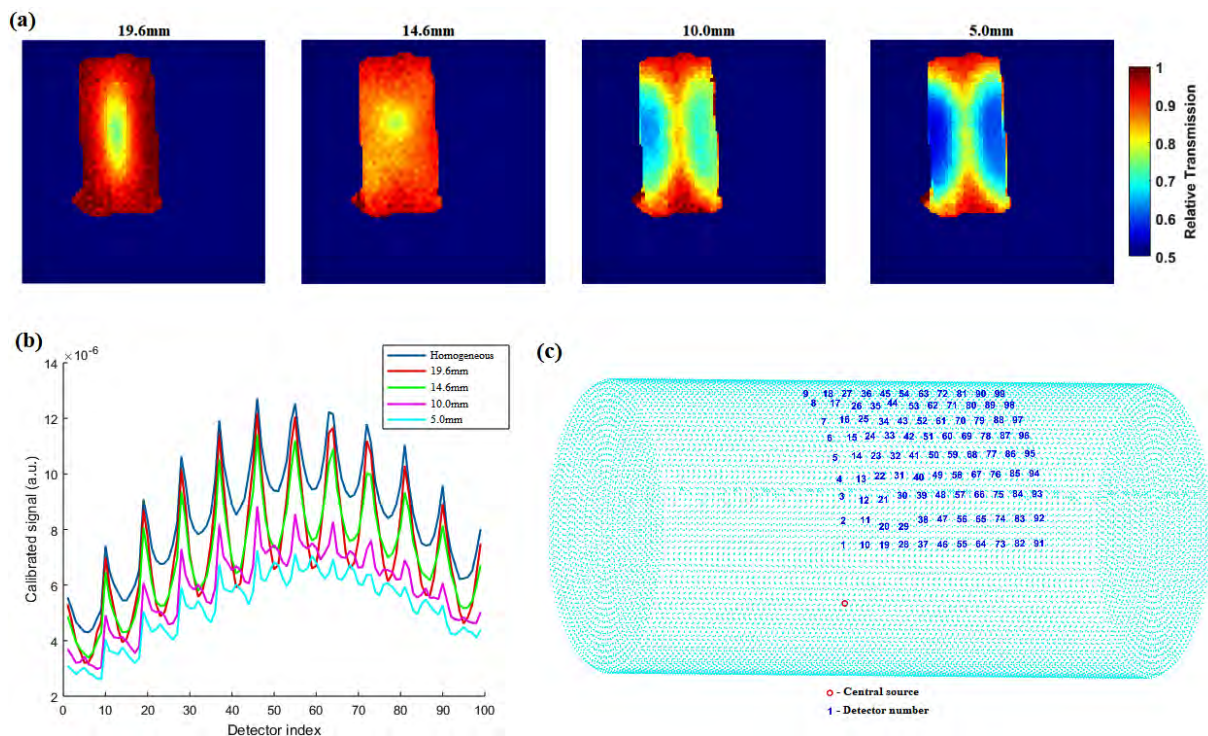 (a)
19.6mm 14.6mm 10.0mm 5.0mm
1
0.9
0.8
0.7
0.6
0.5
Relative Transmission
(b)
×10-6
14
12
10
8
6
4
2
Calibrated signal (a.u.)
0 10 20 30 40 50 60 70 80 90 100
Detector index
Homogeneous
19.6mm
14.6mm
10.0mm
5.0mm
(c)
9 18 27 36 45 54 63 72 81 90 99
8 17 26 35 44 53 62 71 80 89 98
7 16 25 34 43 52 61 70 79 88 97
6 15 24 33 42 51 60 69 78 87 96
5 14 23 32 41 50 59 68 77 86 95
4 13 22 31 40 49 58 67 76 85 94
3 12 21 30 39 48 57 66 75 84 93
2 11 20 29 38 47 56 65 74 83 92
1 10 19 28 37 46 55 64 73 82 91
- Central source
1 - Detector number